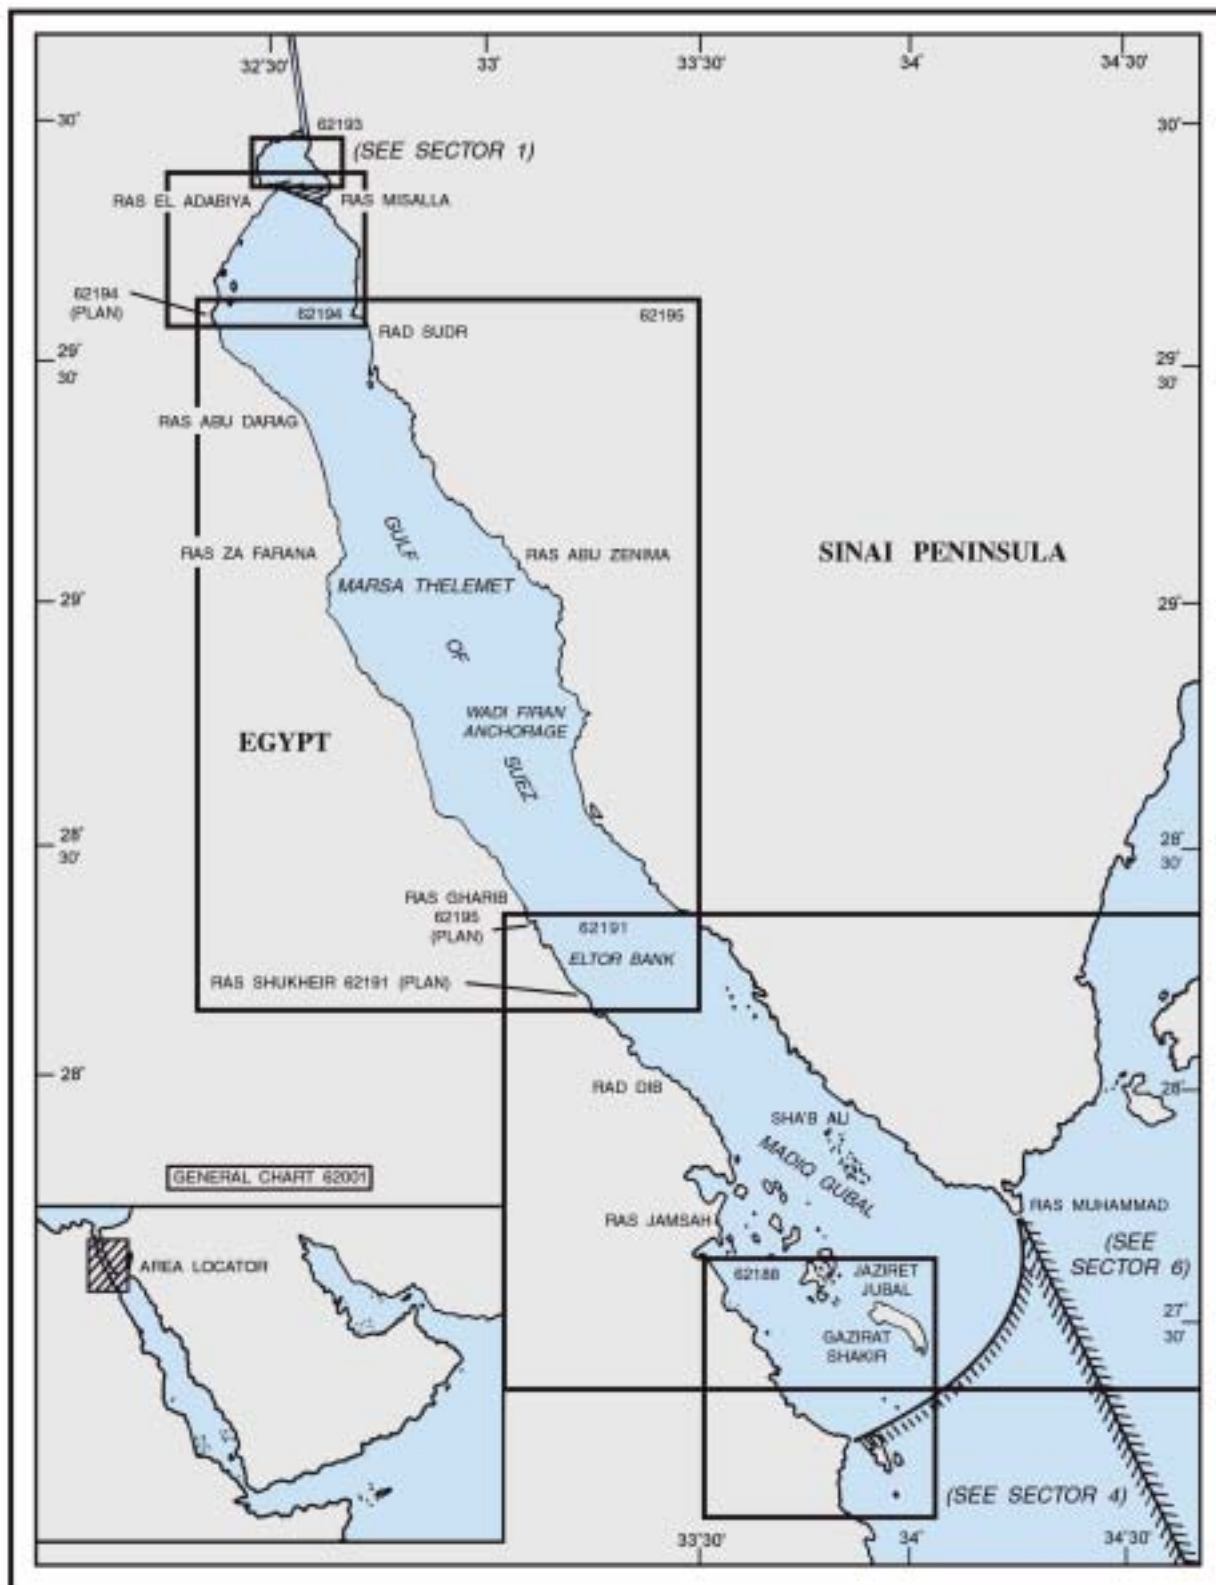 32°30'
33°
33°30'
34°
34°30'
30°
30°
62193
(SEE SECTOR 1)
RAS EL ADABIYA
RAS MISALLA
62194
(PLAN)
62194
62195
RAD SUDR
29°
30'
29°
30'
RAS ABU DARAG
GULF
RAS ZA FARANA
RAS ABU ZENIMA
SINAI PENINSULA
MARSA THELEMET
29°
29°
OF
WADI FIRAN
ANCHORAGE
EGYPT
SUEZ
28°
30'
28°
30'
RAS GHARIB
62195
(PLAN)
62191
ELTOR BANK
RAS SHUKHEIR 62191 (PLAN)
28°
28°
RAD DIB
SHA'B ALI
MADIQ GUBAL
GENERAL CHART 62001
RAS JAMSAH
RAS MUHAMMAD
(SEE
SECTOR 6)
AREA LOCATOR
62188
JAZIRET
JUBAL
27°
30'
GAZIRAT
SHAKIR
(SEE SECTOR 4)
33°30'
34°
34°30'